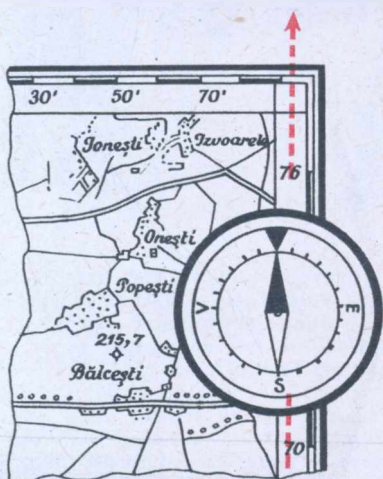 30' 50' 70'
Ionești Izvoarele
76
Onești
Popești
V E
215,7
Bălcești
S
70